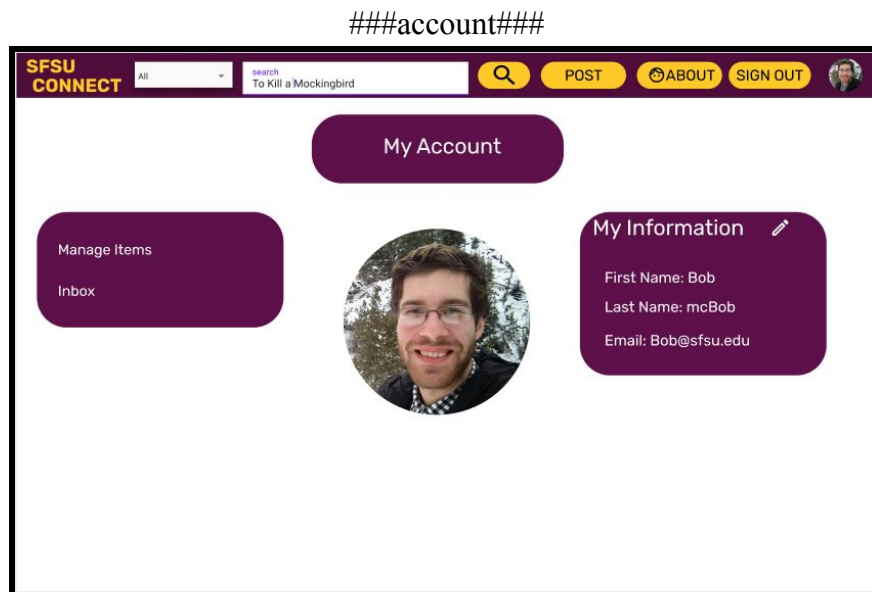 ###account###
SFSU
CONNECT
All
search
To Kill a Mockingbird
POST
ABOUT
SIGN OUT
My Account
Manage Items
Inbox
My Information
First Name: Bob
Last Name: mcBob
Email: Bob@sfsu.edu